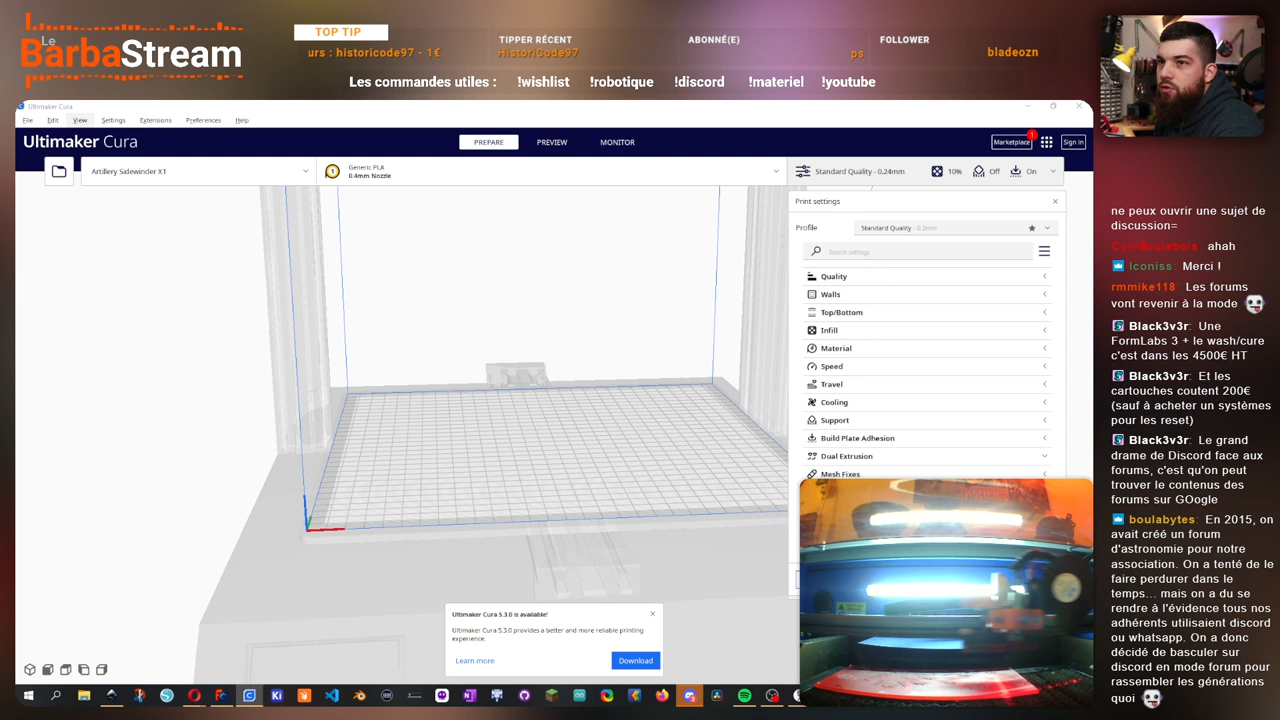 Le
BarbaStream
TOP TIP
urs : historicode97 - 1€
TIPPER RÉCENT
HistoriCode97
ABONNÉ(E)
ps
FOLLOWER
bladeozn
Les commandes utiles : !wishlist !robotique !discord !materiel !youtube
Ultimaker Cura
File Edit View Settings Extensions Preferences Help
Ultimaker Cura
PREPARE PREVIEW MONITOR
Marketplace 1
Sign in
Artillery Sidewinder X1
1
Generic PLA
0.4mm Nozzle
Standard Quality - 0.24mm 10% Off On
Print settings
Profile Standard Quality - 0.2mm
Search settings
Quality
Walls
Top/Bottom
Infill
Material
Speed
Travel
Cooling
Support
Build Plate Adhesion
Dual Extrusion
Mesh Fixes
Ultimaker Cura 5.3.0 is available!
Ultimaker Cura 5.3.0 provides a better and more reliable printing
experience.
Learn more Download
ne peux ouvrir une sujet de
discussion=
CyrilBrulebois ahah
Iconiss: Merci !
rmmike118: Les forums
vont revenir à la mode
Black3v3r: Une
FormLabs 3 + le wash/cure
c'est dans les 4500€ HT
Black3v3r: Et les
cartouches coutent 200€
(sauf à acheter un systèmes
pour les reset)
Black3v3r: Le grand
drame de Discord face aux
forums, c'est qu'on peut
trouver le contenus des
forums sur GOogle
boulabytes: En 2015, on
avait créé un forum
d'astronomie pour notre
association. On a tenté de le
faire perdurer dans le
temps... mais on a du se
rendre à l'évidence tous nos
adhérents utilisaient discord
ou whatsapp. On a donc
décidé de basculer sur
discord en mode forum pour
rassembler les générations
quoi